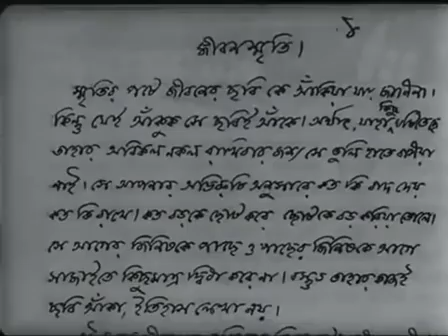 ৮
জীবনস্মৃতি।
স্মৃতির পটে জীবনের ছবি কে আঁকিয়া যায় জানিনা।
কিন্তু যেই আঁকুক সে ছবিই আঁকে। অর্থাৎ, যাহা কিছু ঘটিতেছে
তাহার অবিকল নকল রাখিবার জন্য সে তুলি হাতে বসিয়া
নাই। সে আপনার অভিরুচি অনুসারে কত কি বাদ দেয়
কত কি রাখে। কত বড়কে ছোট করে ছোটকে বড় করিয়া তোলে।
সে আগের জিনিষকে পাছে ও পাছের জিনিষকে আগে
সাজাইতে কিছুমাত্র দ্বিধা করে না। বস্তুত তাহার কাজই
ছবি আঁকা, ইতিহাস লেখা নয়।